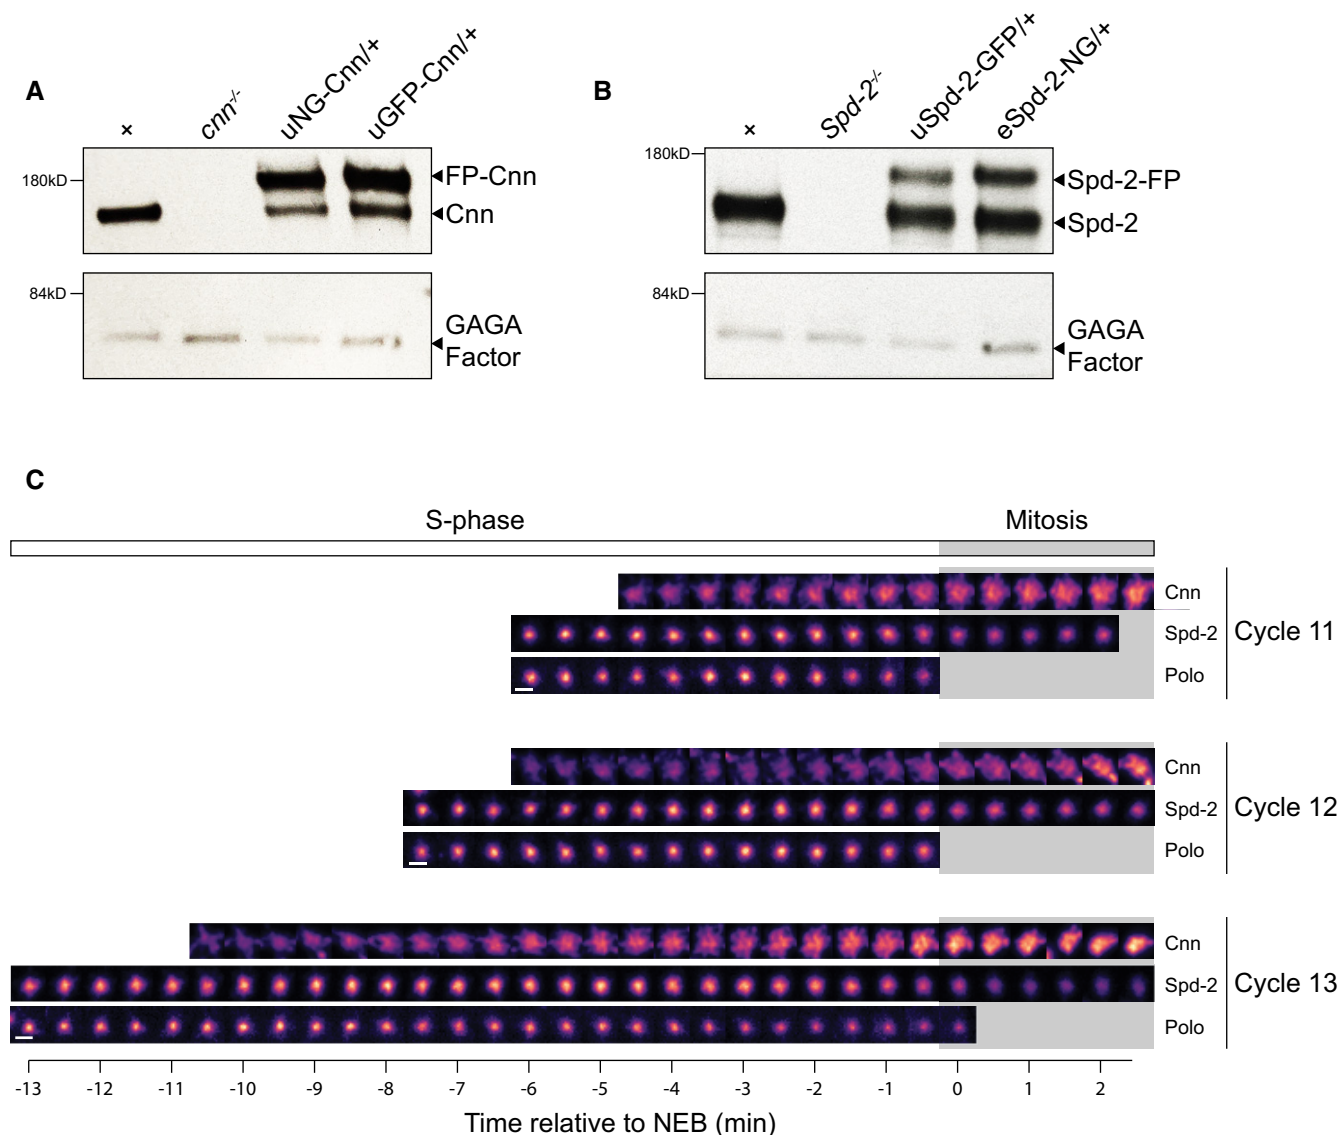 A
×
cnn-/-
uNG-Cnn/+
uGFP-Cnn/+
180kD
FP-Cnn
Cnn
84kD
GAGA
Factor
B
×
Spd-2-/-
uSpd-2-GFP/+
eSpd-2-NG/+
180kD
Spd-2-FP
Spd-2
84kD
GAGA
Factor
C
S-phase Mitosis
Cnn
Spd-2
Polo
Cycle 11
Cnn
Spd-2
Polo
Cycle 12
Cnn
Spd-2
Polo
Cycle 13
-13 -12 -11 -10 -9 -8 -7 -6 -5 -4 -3 -2 -1 0 1 2
Time relative to NEB (min)